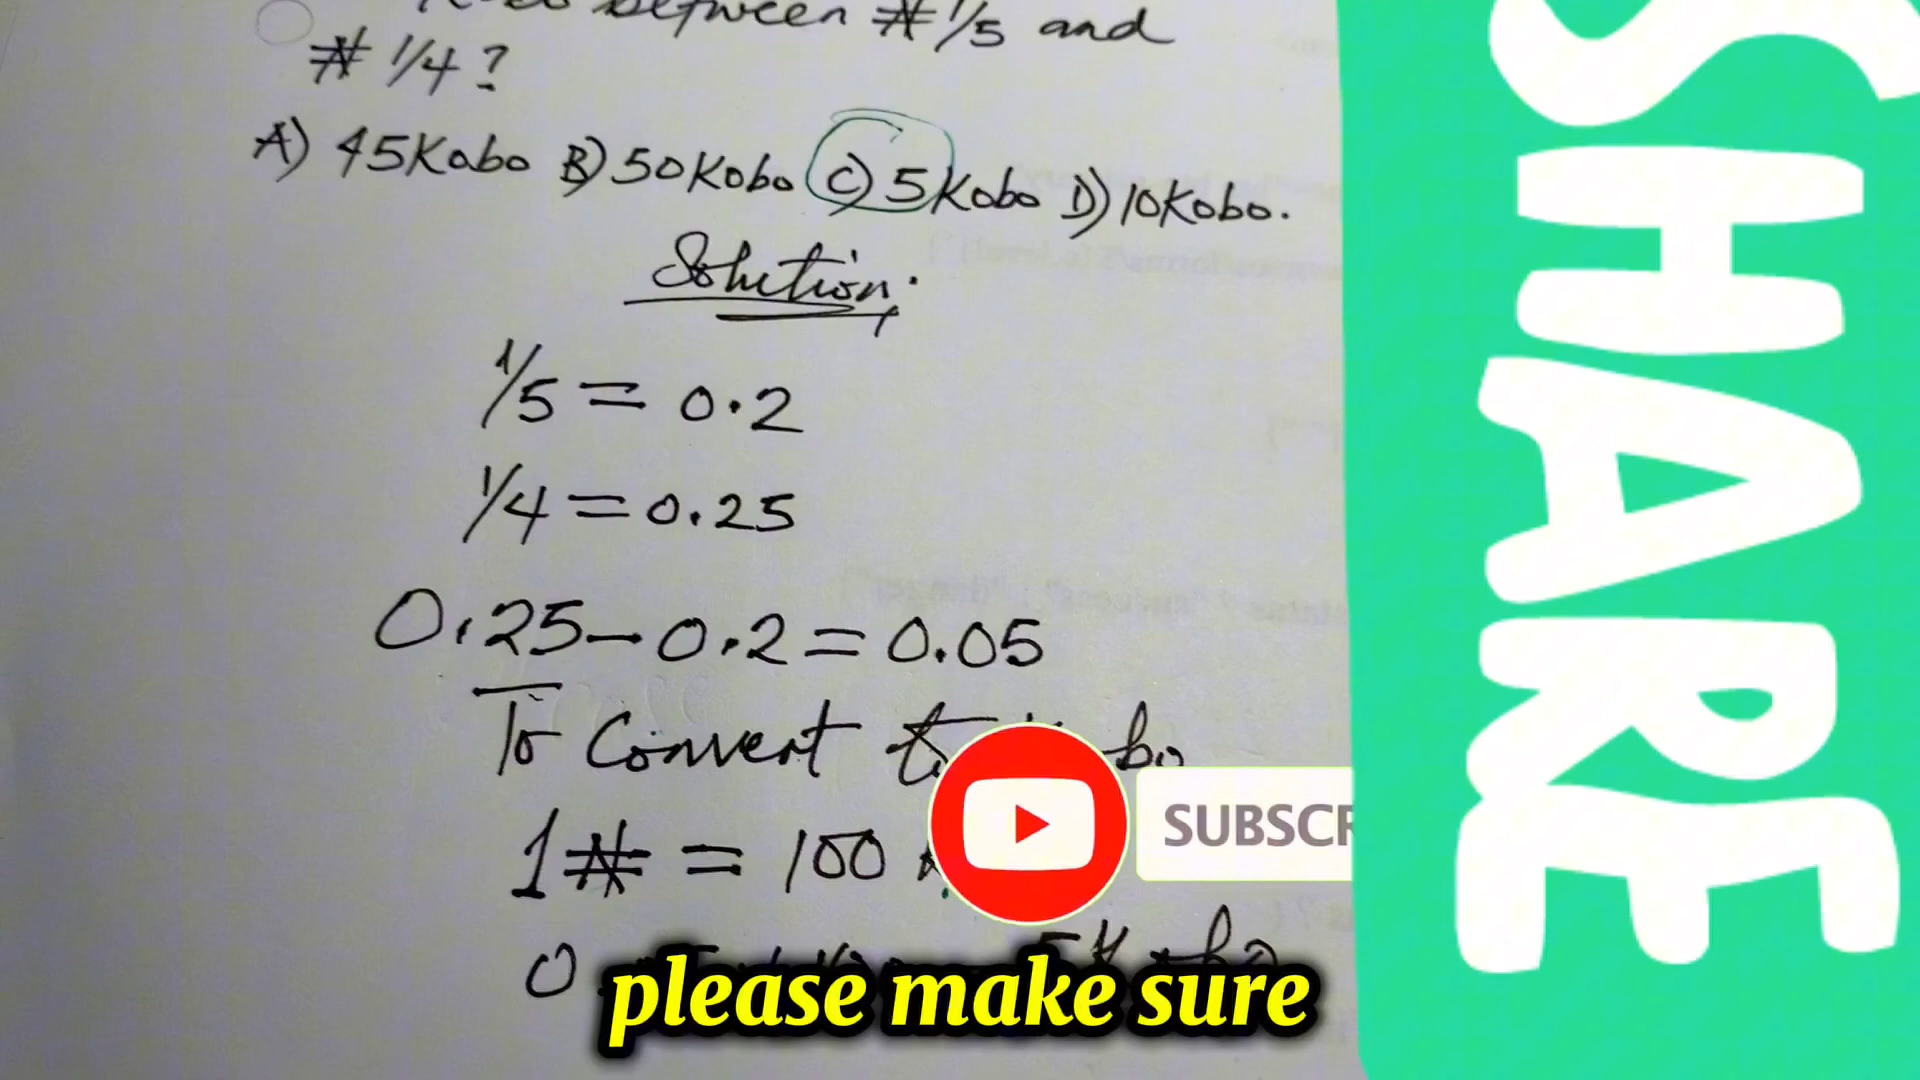 between ₦1/5 and
₦ 1/4?
A) 45Kobo B) 50Kobo C) 5Kobo D) 10Kobo.
Solution:
1/5 = 0.2
1/4 = 0.25
0.25 - 0.2 = 0.05
To Convert
1₦ = 100
SUBSCR
please make sure
SHARE